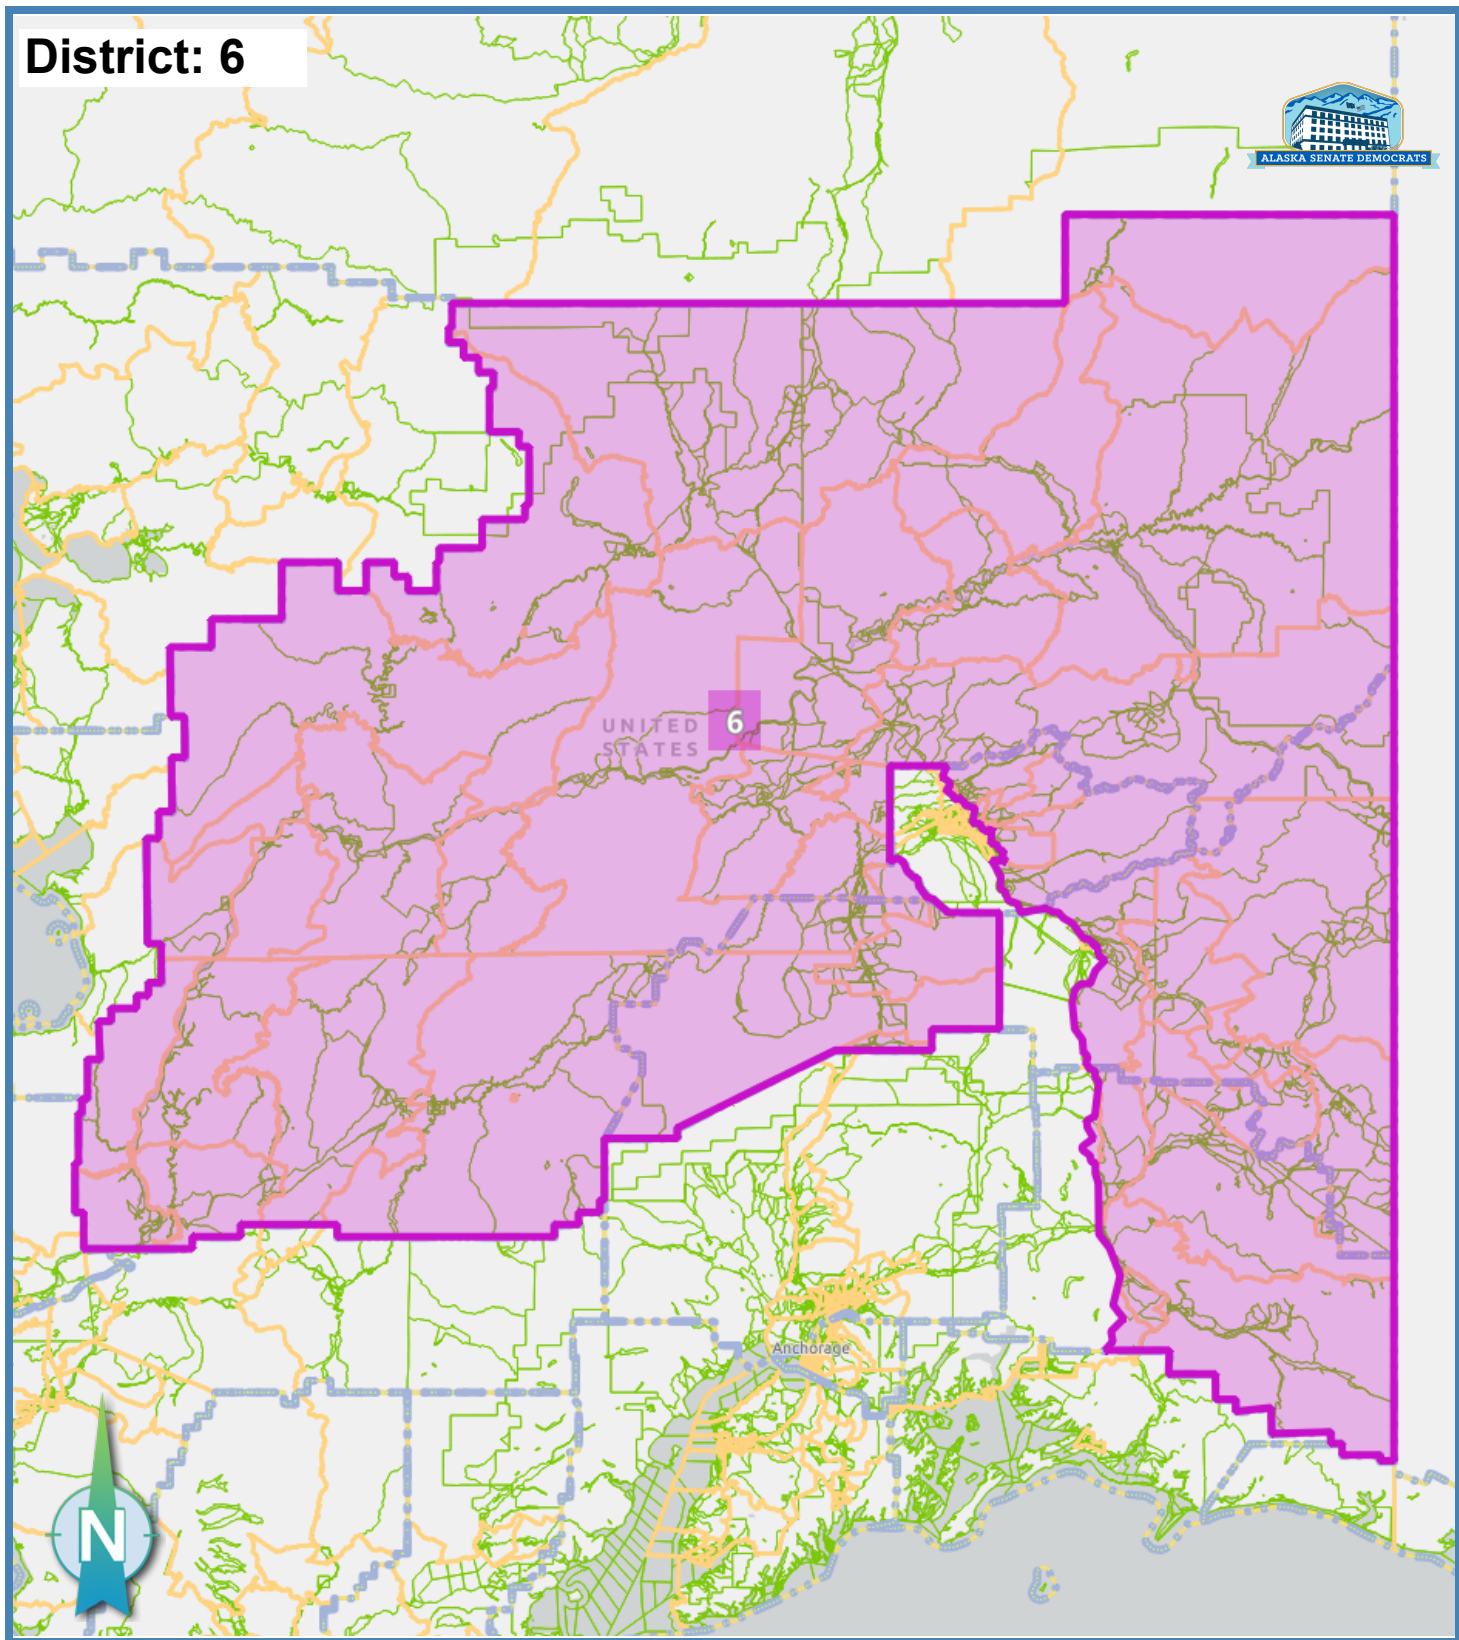 District: 6
ALASKA SENATE DEMOCRATS
UNITED
STATES
6
Anchorage
N